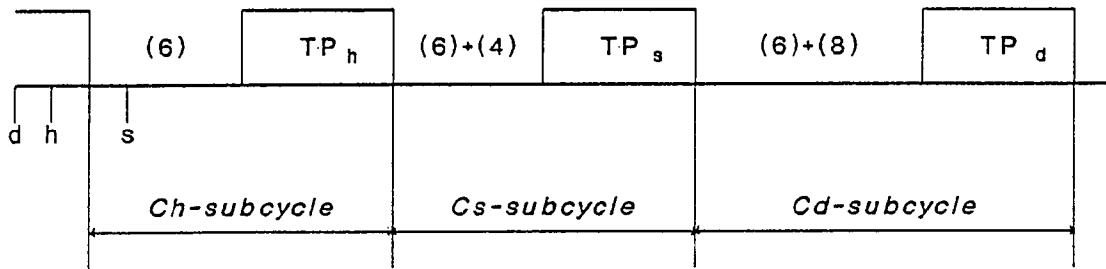 (6) TP h (6)+(4) TP s (6)+(8) TP d
d h s
Ch-subcycle Cs-subcycle Cd-subcycle